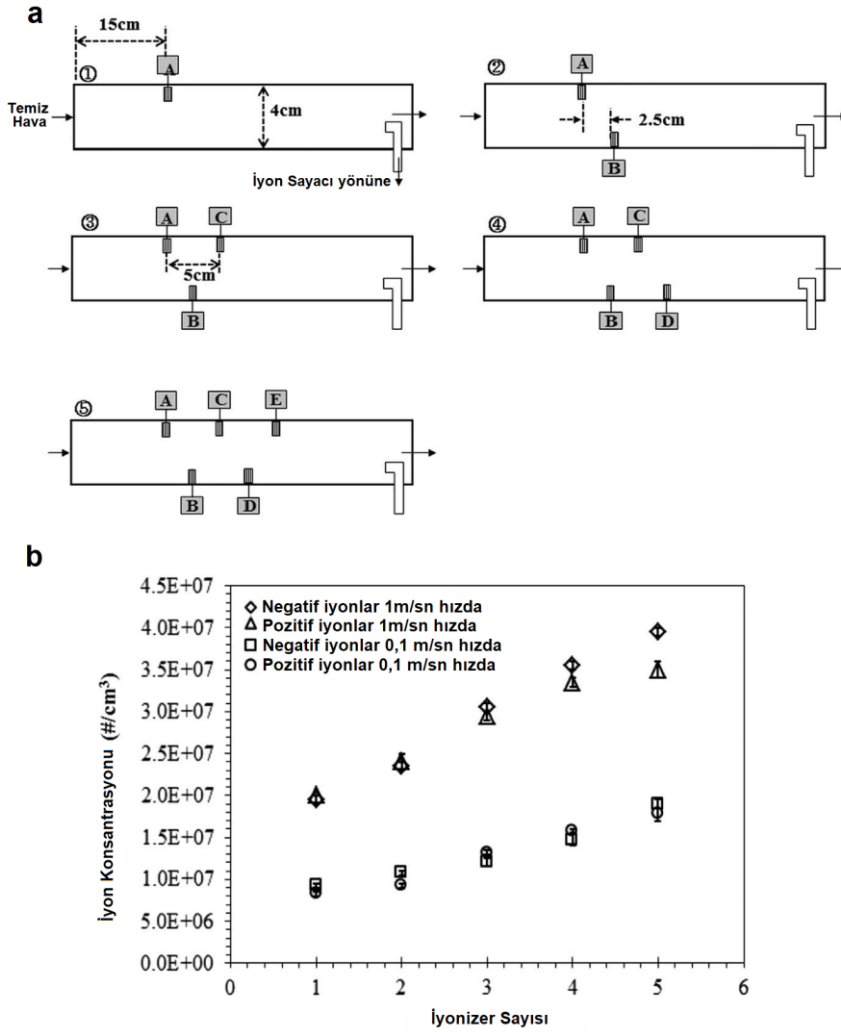 a
15cm
①
A
Temiz
Hava
4cm
İyon Sayacı yönüne
②
A
2.5cm
B
③
A
C
5cm
B
④
A
C
B
D
⑤
A
C
E
B
D
b
4.5E+07
4.0E+07
3.5E+07
3.0E+07
2.5E+07
2.0E+07
1.5E+07
1.0E+07
5.0E+06
0.0E+00
İyon Konsantrasyonu (#/cm³)
Negatif iyonlar 1m/sn hızda
Pozitif iyonlar 1m/sn hızda
Negatif iyonlar 0,1 m/sn hızda
Pozitif iyonlar 0,1 m/sn hızda
0 1 2 3 4 5 6
İyonizer Sayısı